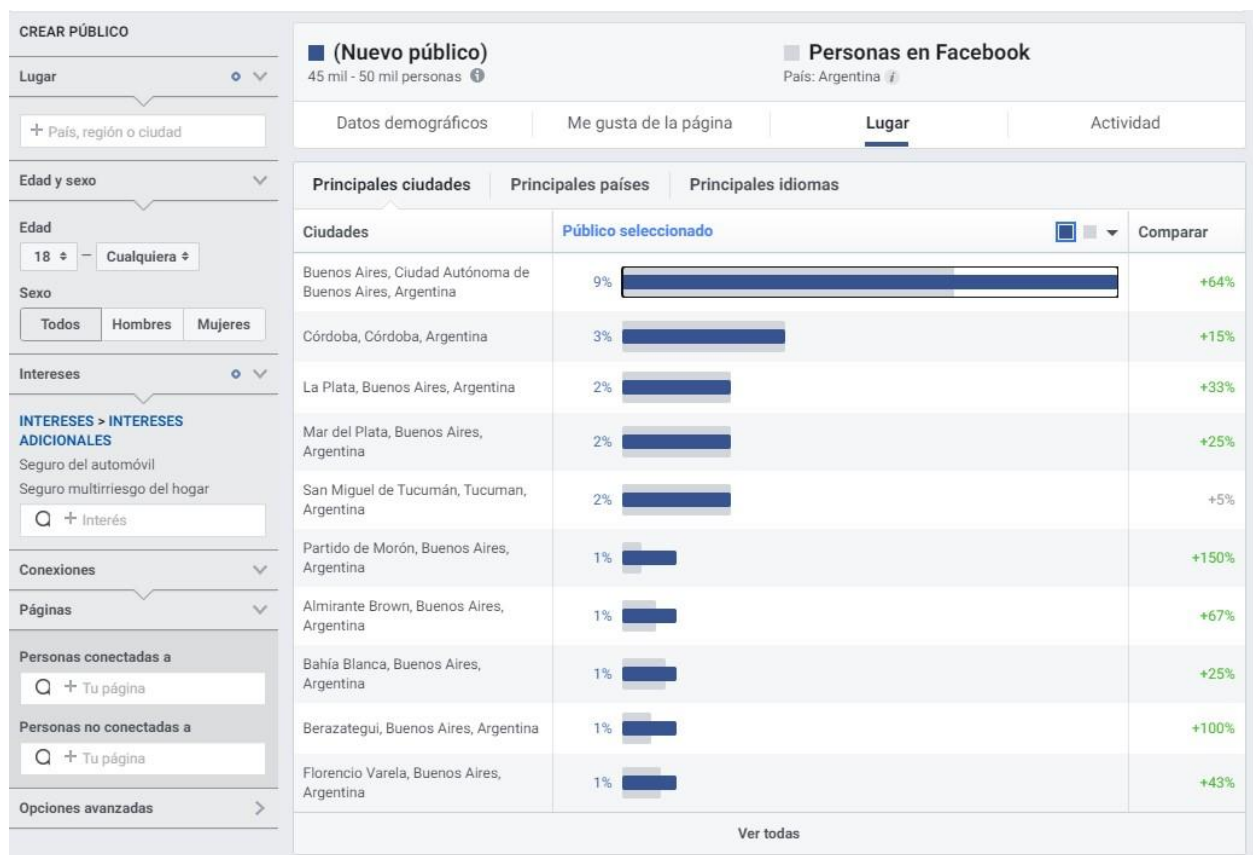 CREAR PÚBLICO
Lugar
+ País, región o ciudad
Edad y sexo
Edad
18 – Cualquiera
Sexo
Todos Hombres Mujeres
Intereses
INTERESES > INTERESES
ADICIONALES
Seguro del automóvil
Seguro multirriesgo del hogar
+ Interés
Conexiones
Páginas
Personas conectadas a
+ Tu página
Personas no conectadas a
+ Tu página
Opciones avanzadas
(Nuevo público)
45 mil - 50 mil personas
Personas en Facebook
País: Argentina
Datos demográficos Me gusta de la página Lugar Actividad
Principales ciudades Principales países Principales idiomas
Ciudades Público seleccionado Comparar
Buenos Aires, Ciudad Autónoma de
Buenos Aires, Argentina
9% +64%
Córdoba, Córdoba, Argentina 3% +15%
La Plata, Buenos Aires, Argentina 2% +33%
Mar del Plata, Buenos Aires,
Argentina
2% +25%
San Miguel de Tucumán, Tucuman,
Argentina
2% +5%
Partido de Morón, Buenos Aires,
Argentina
1% +150%
Almirante Brown, Buenos Aires,
Argentina
1% +67%
Bahía Blanca, Buenos Aires,
Argentina
1% +25%
Berazategui, Buenos Aires, Argentina 1% +100%
Florencio Varela, Buenos Aires,
Argentina
1% +43%
Ver todas